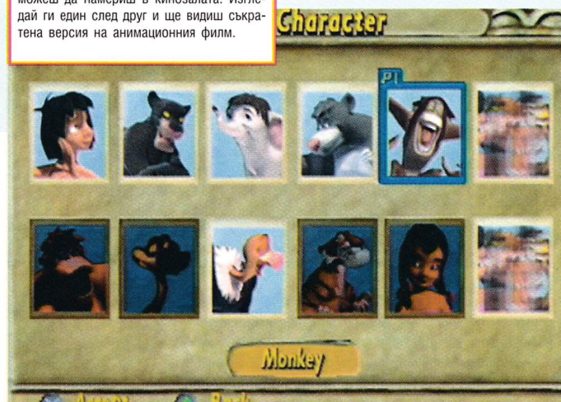 можеш да намериш в кинозалата. Изгле-
дай ги един след друг и ще видиш съкра-
тена версия на анимационния филм.
Character
P1
Monkey